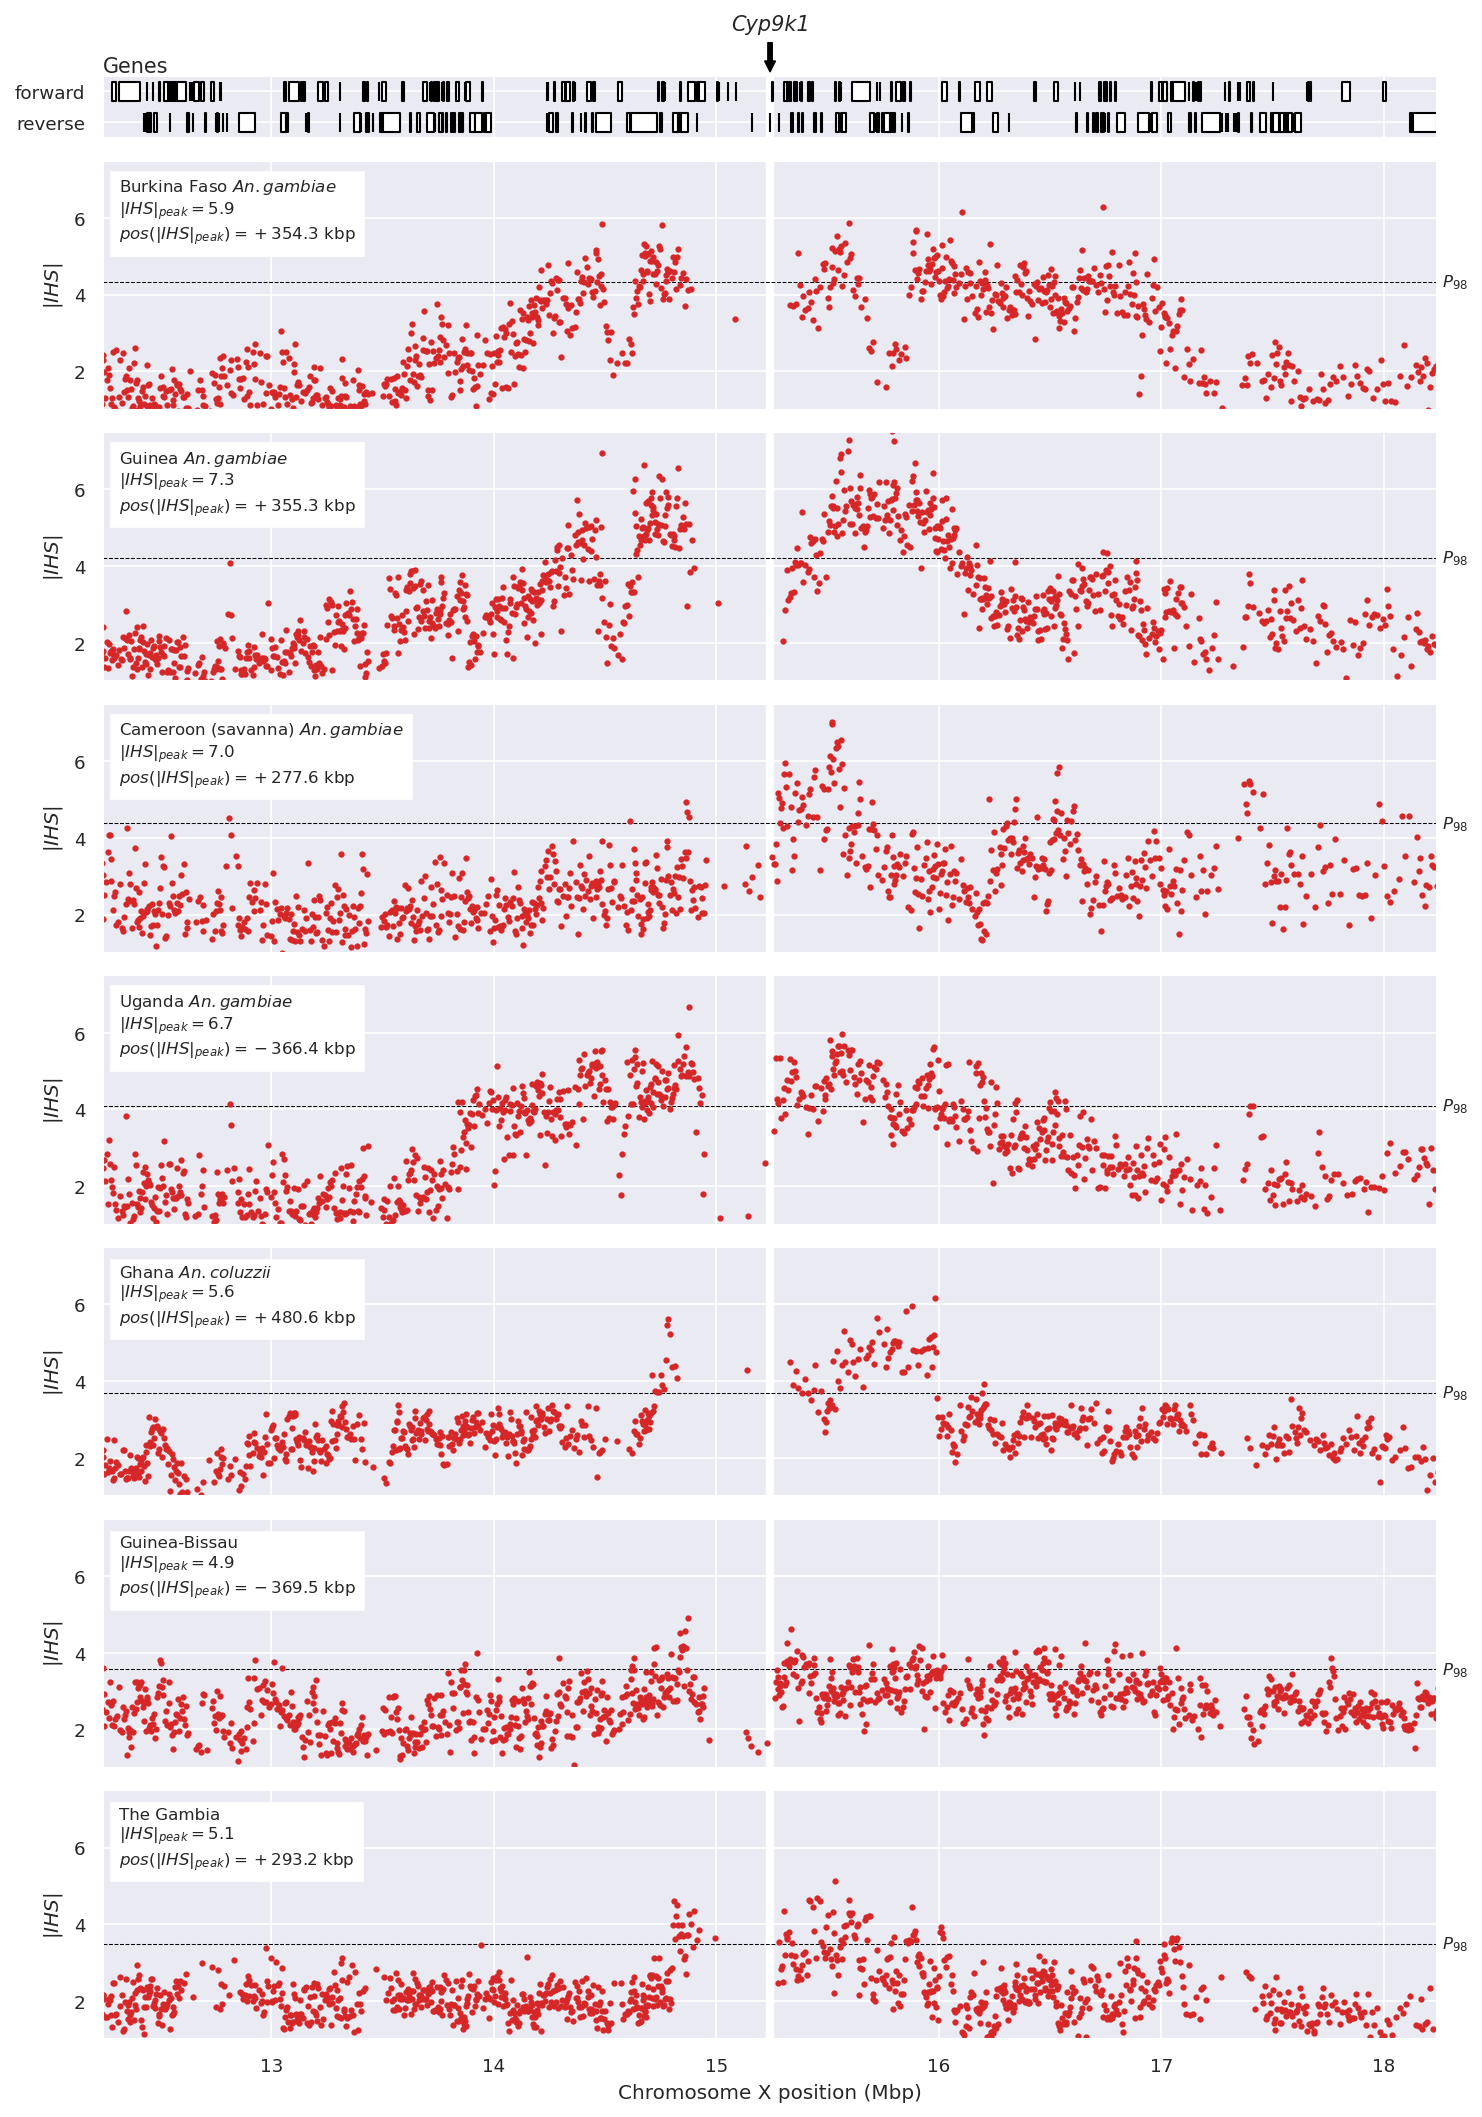 Cyp9k1
Genes
forward
reverse
Burkina Faso An. gambiae
|IHS|peak = 5.9
pos(|IHS|peak) = +354.3 kbp
6
4
2
|IHS|
P98
Guinea An. gambiae
|IHS|peak = 7.3
pos(|IHS|peak) = +355.3 kbp
6
4
2
|IHS|
P98
Cameroon (savanna) An. gambiae
|IHS|peak = 7.0
pos(|IHS|peak) = +277.6 kbp
6
4
2
|IHS|
P98
Uganda An. gambiae
|IHS|peak = 6.7
pos(|IHS|peak) = −366.4 kbp
6
4
2
|IHS|
P98
Ghana An. coluzzii
|IHS|peak = 5.6
pos(|IHS|peak) = +480.6 kbp
6
4
2
|IHS|
P98
Guinea-Bissau
|IHS|peak = 4.9
pos(|IHS|peak) = −369.5 kbp
6
4
2
|IHS|
P98
The Gambia
|IHS|peak = 5.1
pos(|IHS|peak) = +293.2 kbp
6
4
2
|IHS|
P98
13 14 15 16 17 18
Chromosome X position (Mbp)